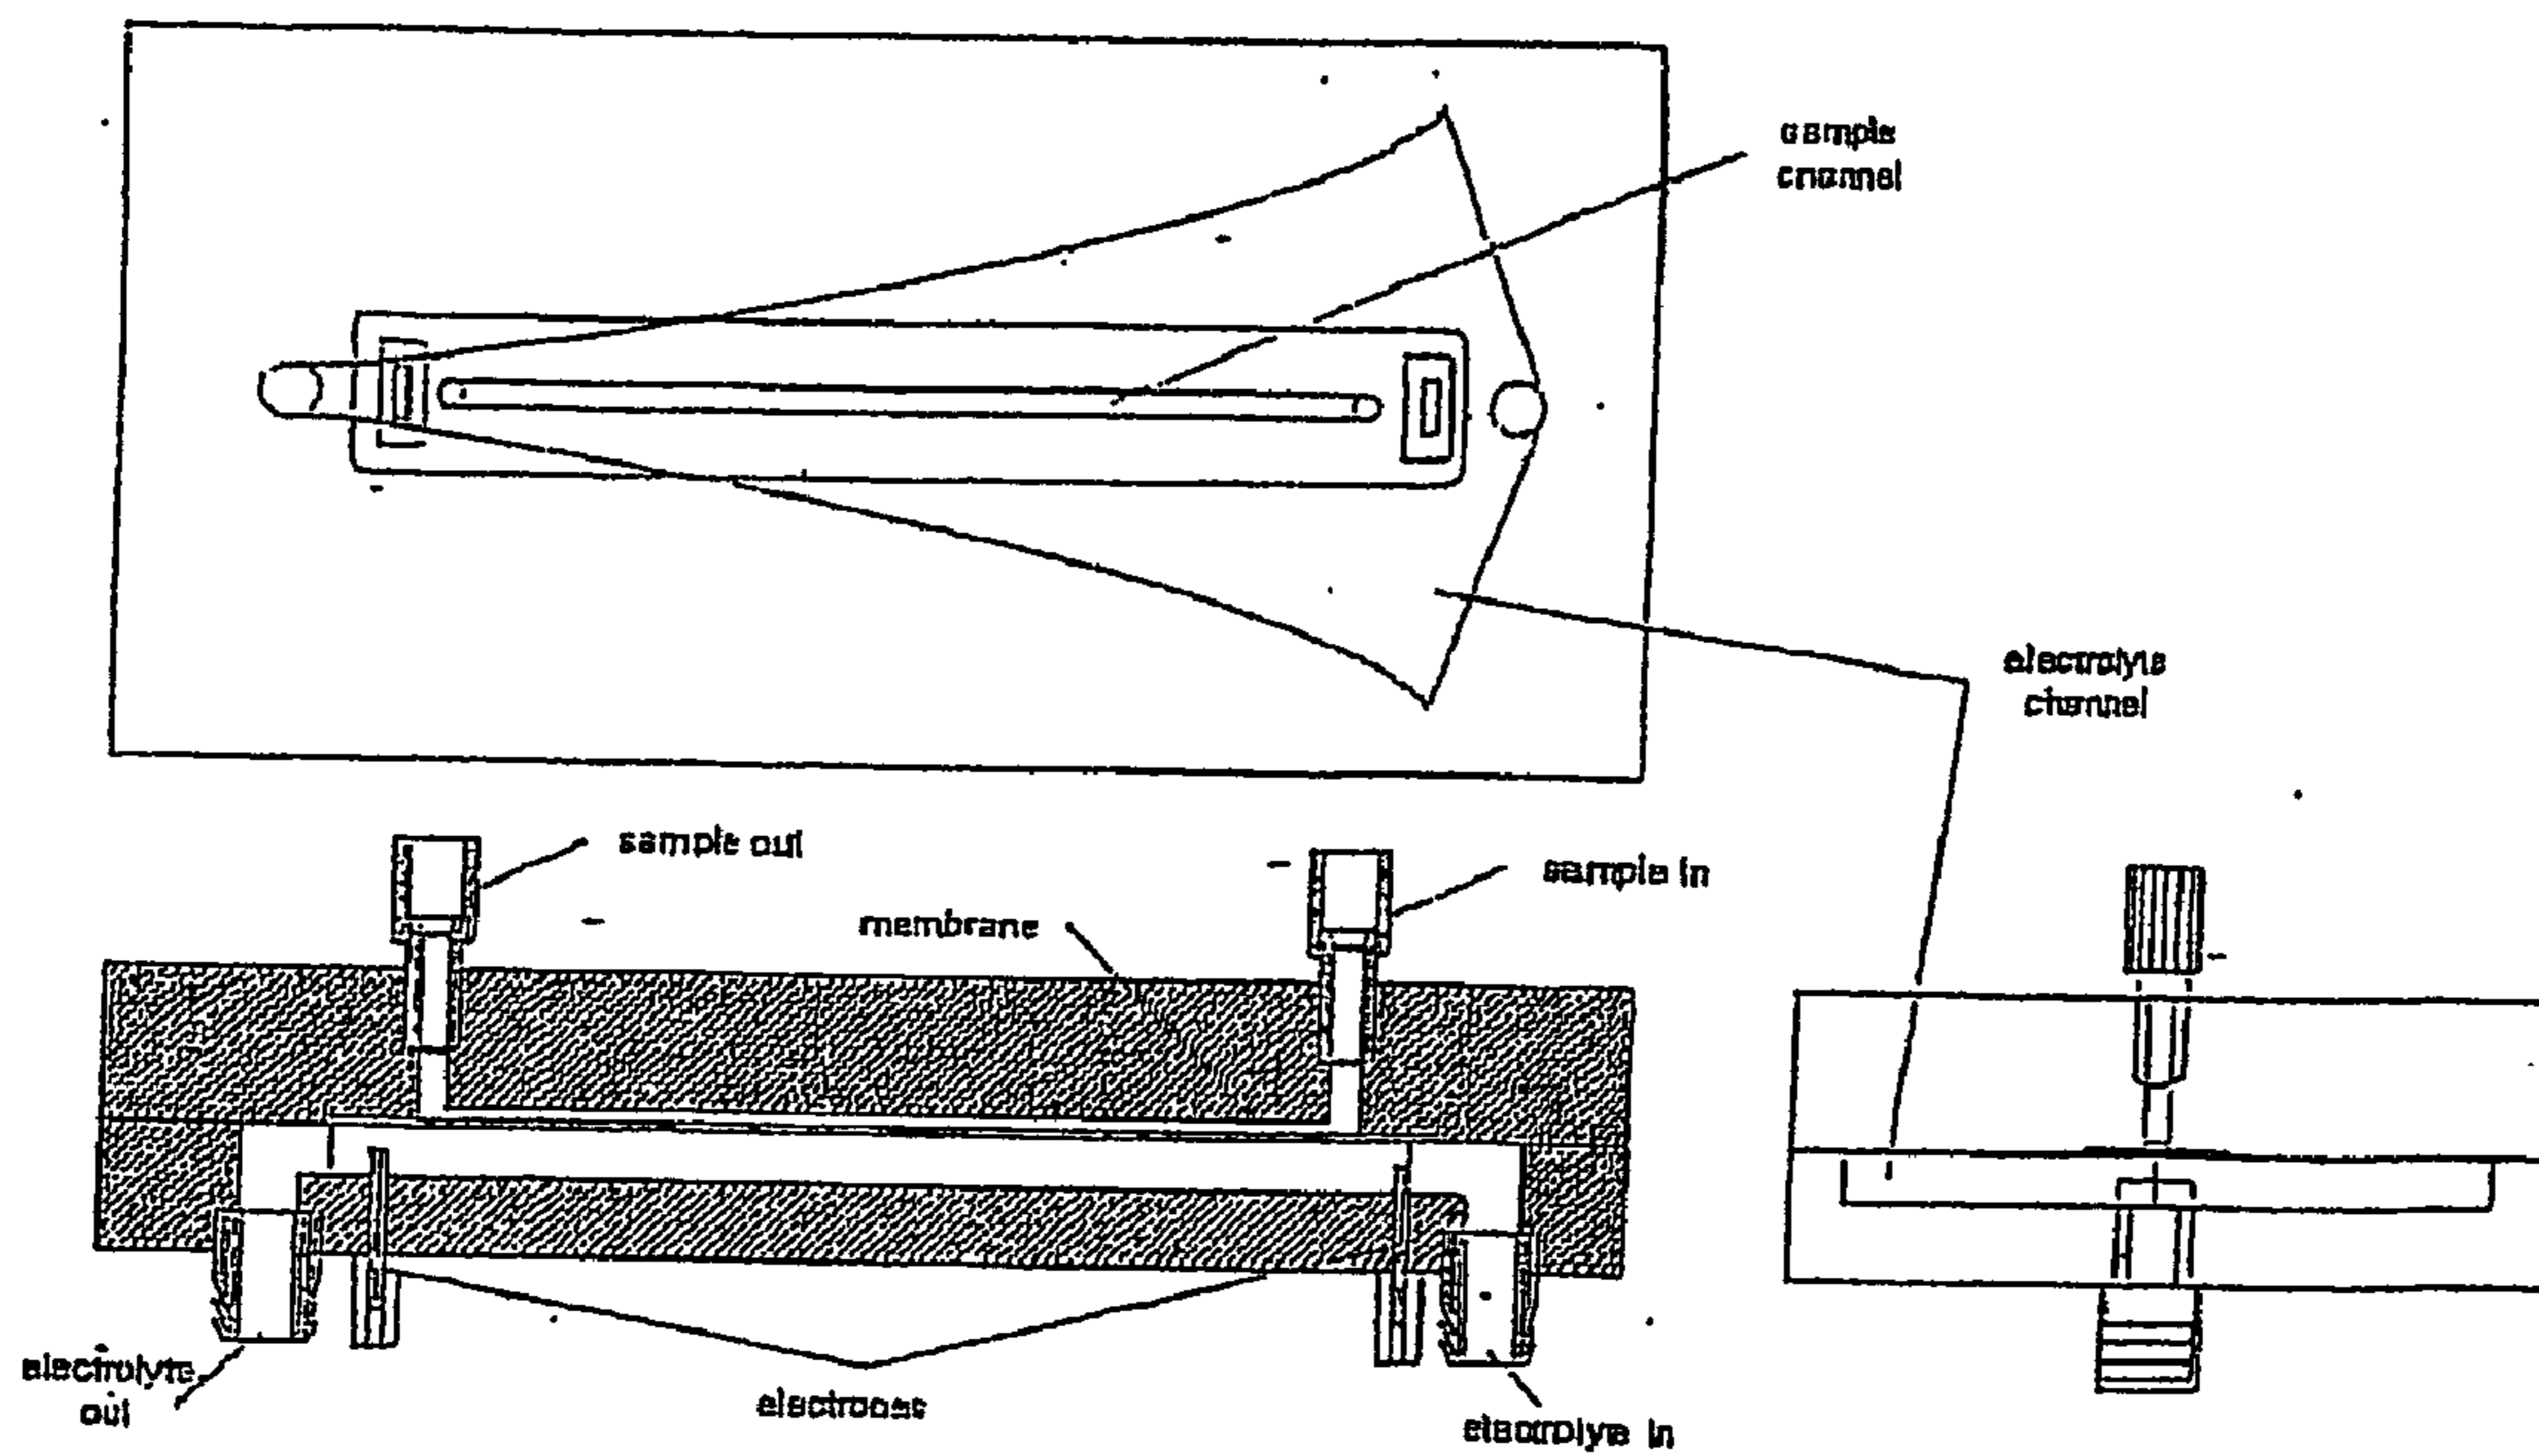 sample
channel
electrolyte
channel
sample out
sample in
membrane
electrolyte
out
electrodes
electrolyte in